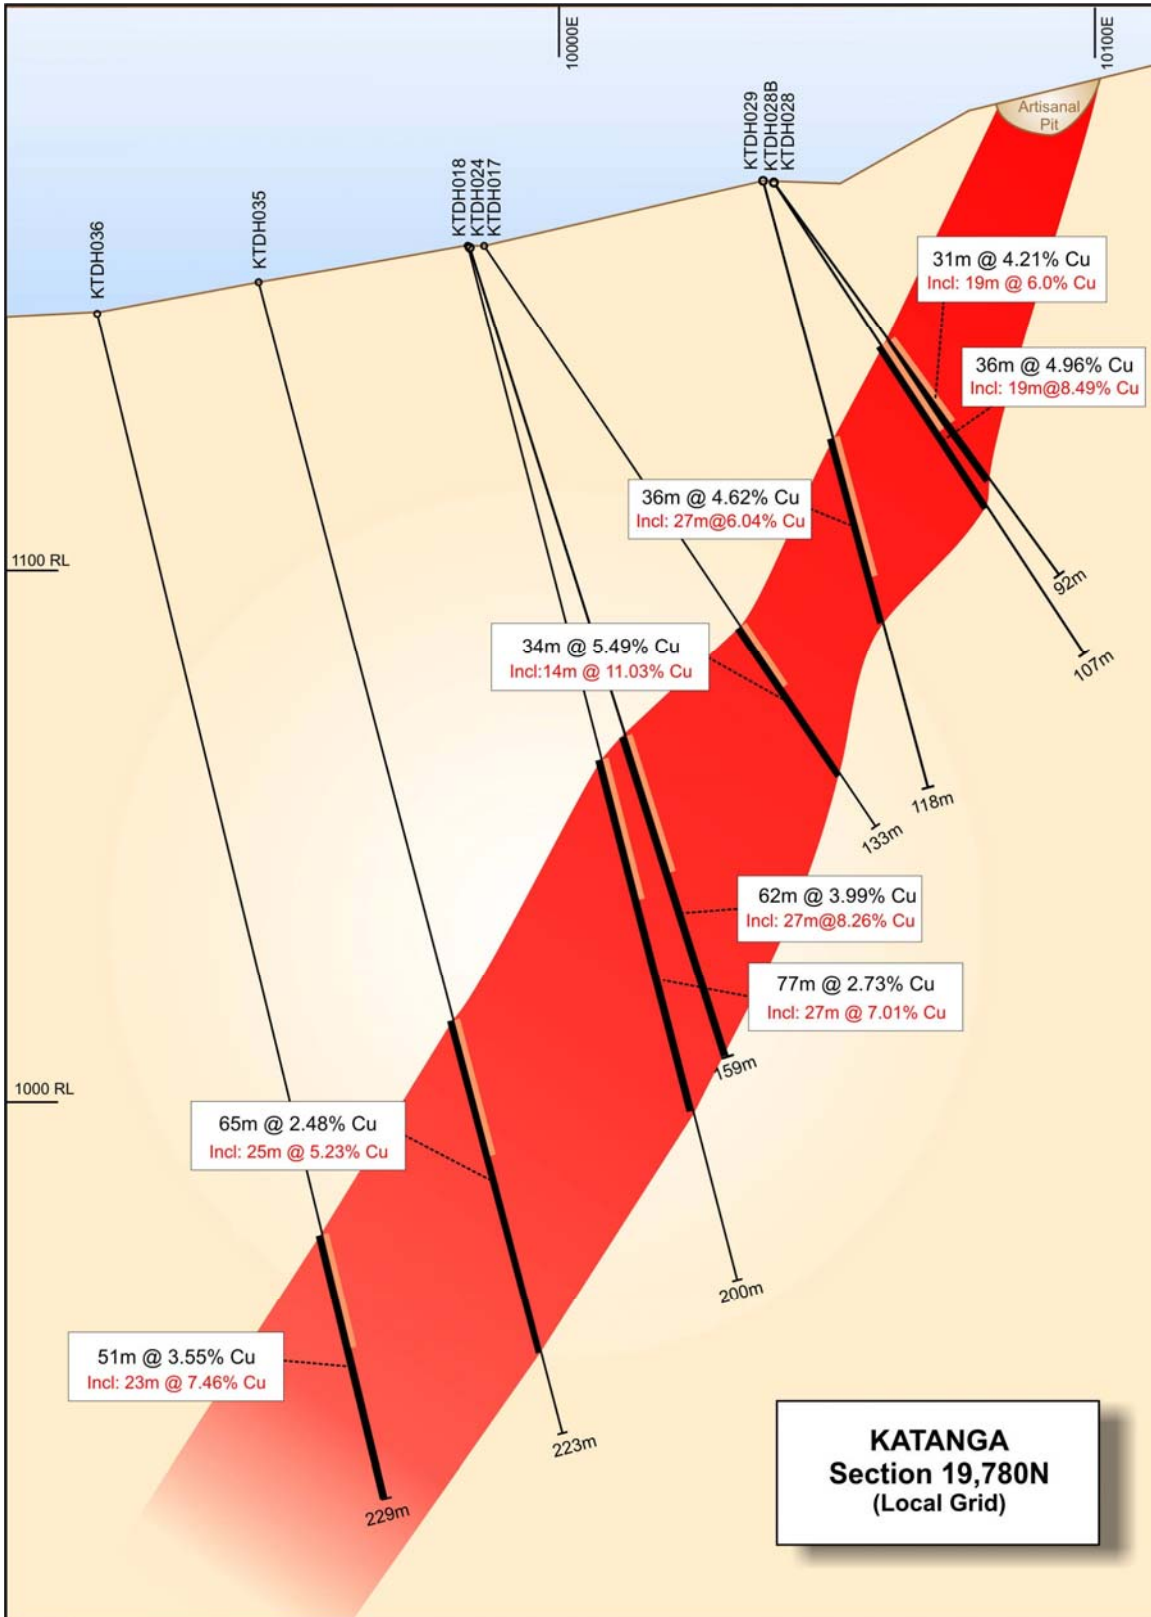 10000E
10100E
Artisanal
Pit
KTDH029
KTDH028B
KTDH028
KTDH018
KTDH024
KTDH017
KTDH035
KTDH036
31m @ 4.21% Cu
Incl: 19m @ 6.0% Cu
36m @ 4.96% Cu
Incl: 19m@8.49% Cu
36m @ 4.62% Cu
Incl: 27m@6.04% Cu
1100 RL
92m
107m
34m @ 5.49% Cu
Incl:14m @ 11.03% Cu
118m
133m
62m @ 3.99% Cu
Incl: 27m@8.26% Cu
77m @ 2.73% Cu
Incl: 27m @ 7.01% Cu
159m
1000 RL
65m @ 2.48% Cu
Incl: 25m @ 5.23% Cu
200m
51m @ 3.55% Cu
Incl: 23m @ 7.46% Cu
223m
229m
KATANGA
Section 19,780N
(Local Grid)